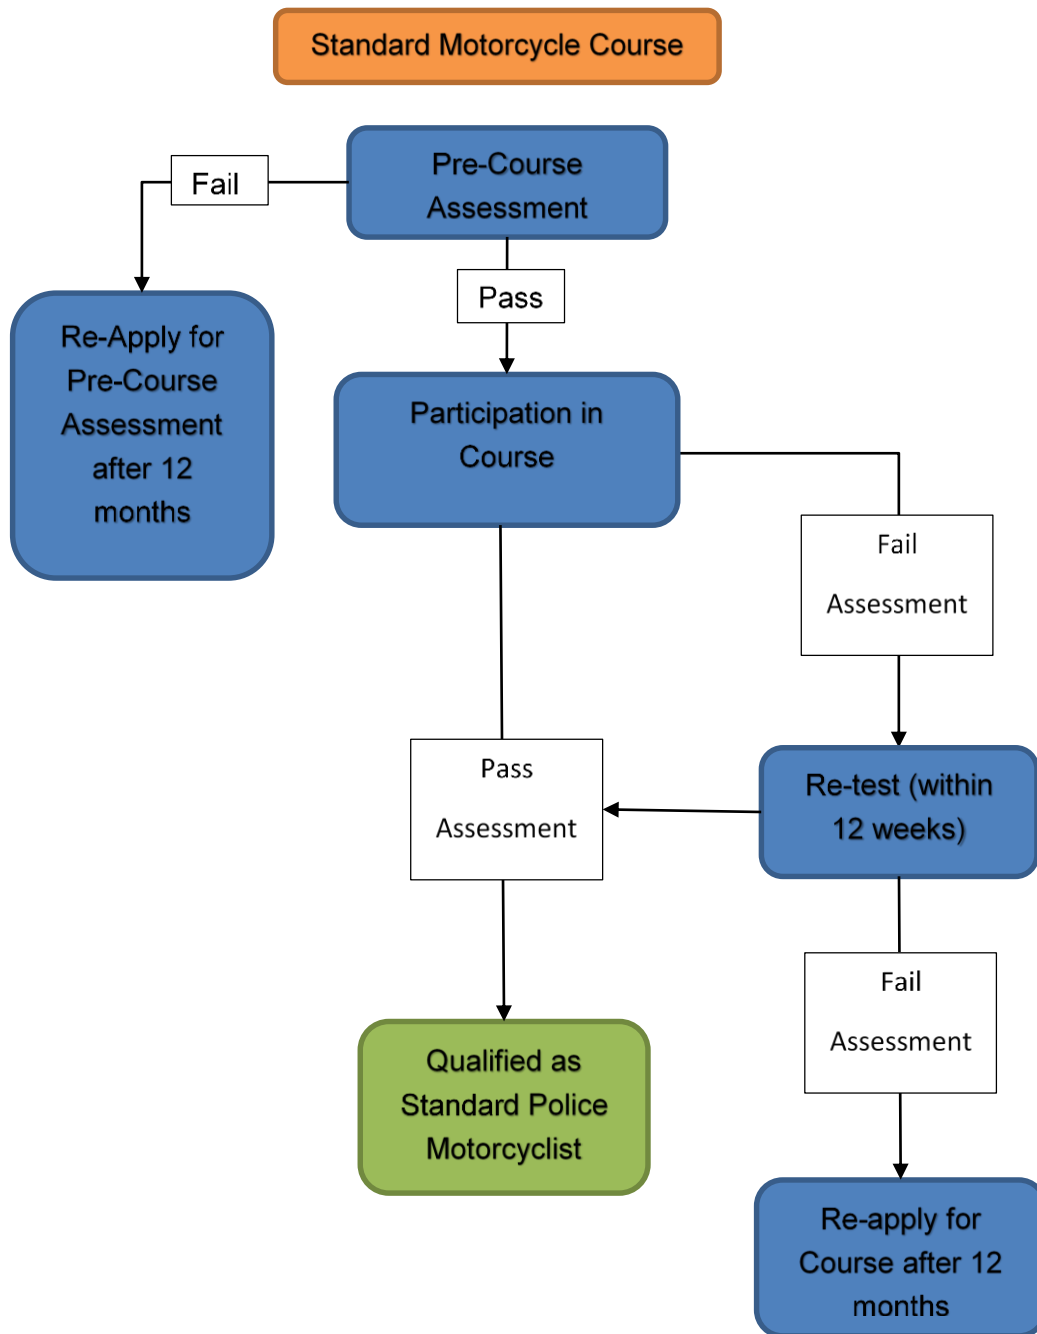 Standard Motorcycle Course
Pre-Course
Assessment
Fail
Pass
Re-Apply for
Pre-Course
Assessment
after 12
months
Participation in
Course
Fail
Assessment
Pass
Assessment
Re-test (within
12 weeks)
Fail
Assessment
Qualified as
Standard Police
Motorcyclist
Re-apply for
Course after 12
months